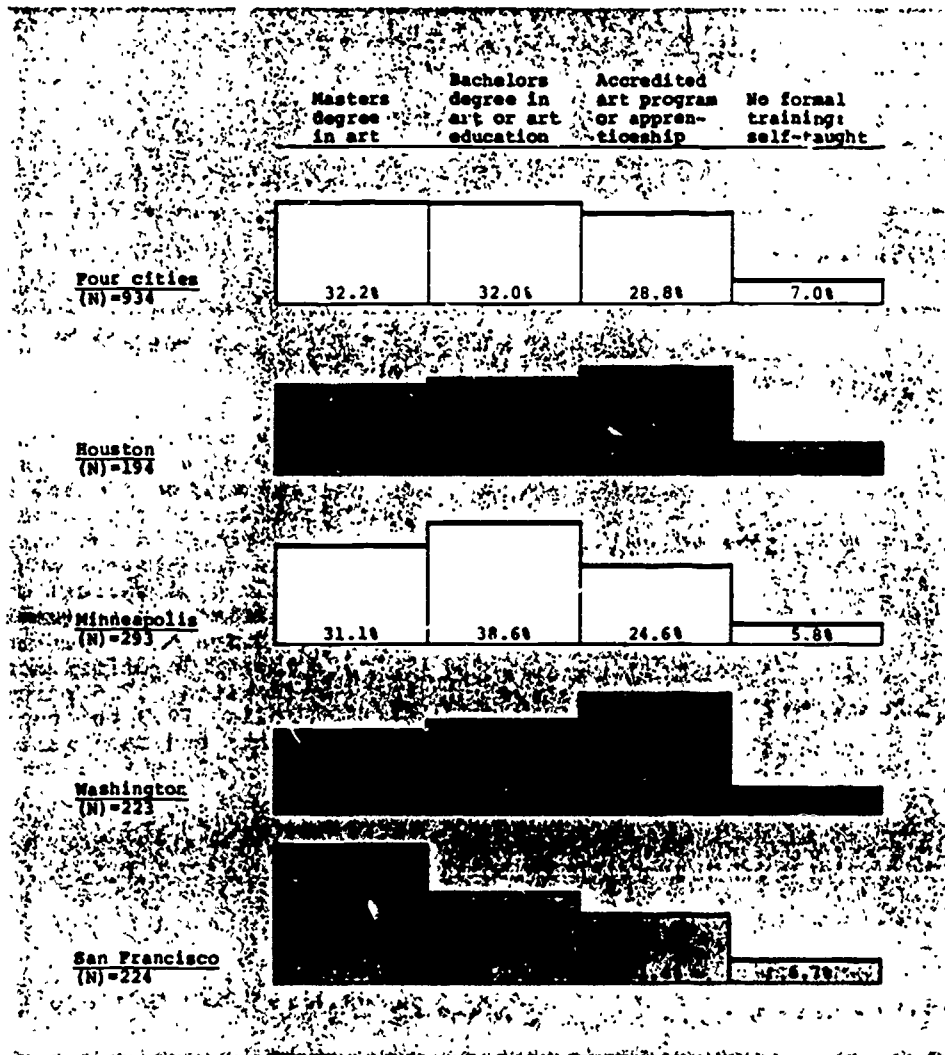 Masters
degree
in art
Bachelors
degree in
art or art
education
Accredited
art program
or appren-
ticeship
No formal
training:
self-taught
Four cities
(N)=934
32.2%
32.0%
28.8%
7.0%
Houston
(N)=194
Minneapolis
(N)=293
31.1%
38.6%
24.6%
5.8%
Washington
(N)=223
San Francisco
(N)=224
6.7%